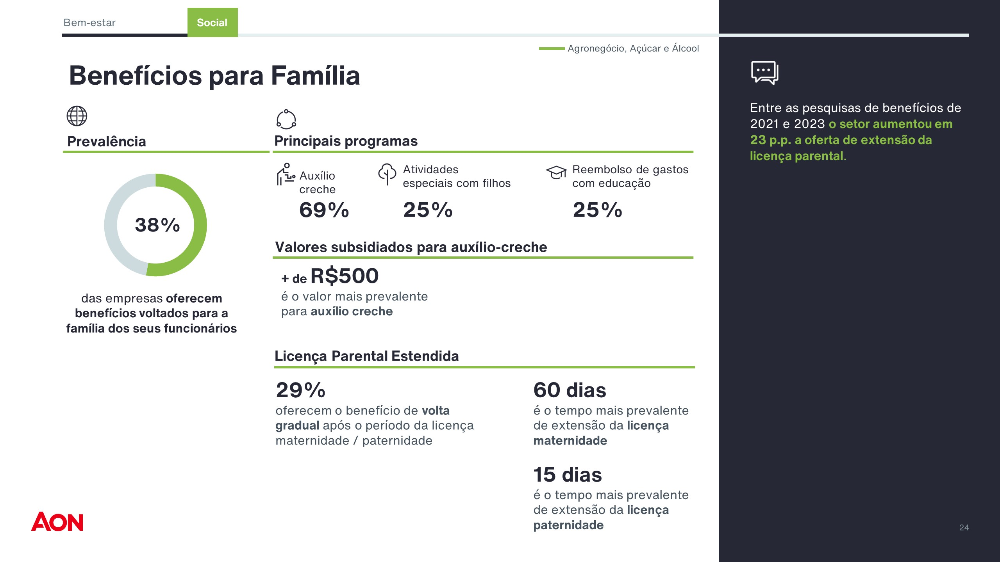 Bem-estar
Social
Agronegócio, Açúcar e Álcool
Benefícios para Família
Prevalência
38%
das empresas oferecem
benefícios voltados para a
família dos seus funcionários
Principais programas
Auxílio
creche
69%
Atividades
especiais com filhos
25%
Reembolso de gastos
com educação
25%
Valores subsidiados para auxílio-creche
+ de R$500
é o valor mais prevalente
para auxílio creche
Licença Parental Estendida
29%
oferecem o benefício de volta
gradual após o período da licença
maternidade / paternidade
60 dias
é o tempo mais prevalente
de extensão da licença
maternidade
15 dias
é o tempo mais prevalente
de extensão da licença
paternidade
Entre as pesquisas de benefícios de
2021 e 2023 o setor aumentou em
23 p.p. a oferta de extensão da
licença parental.
AON
24